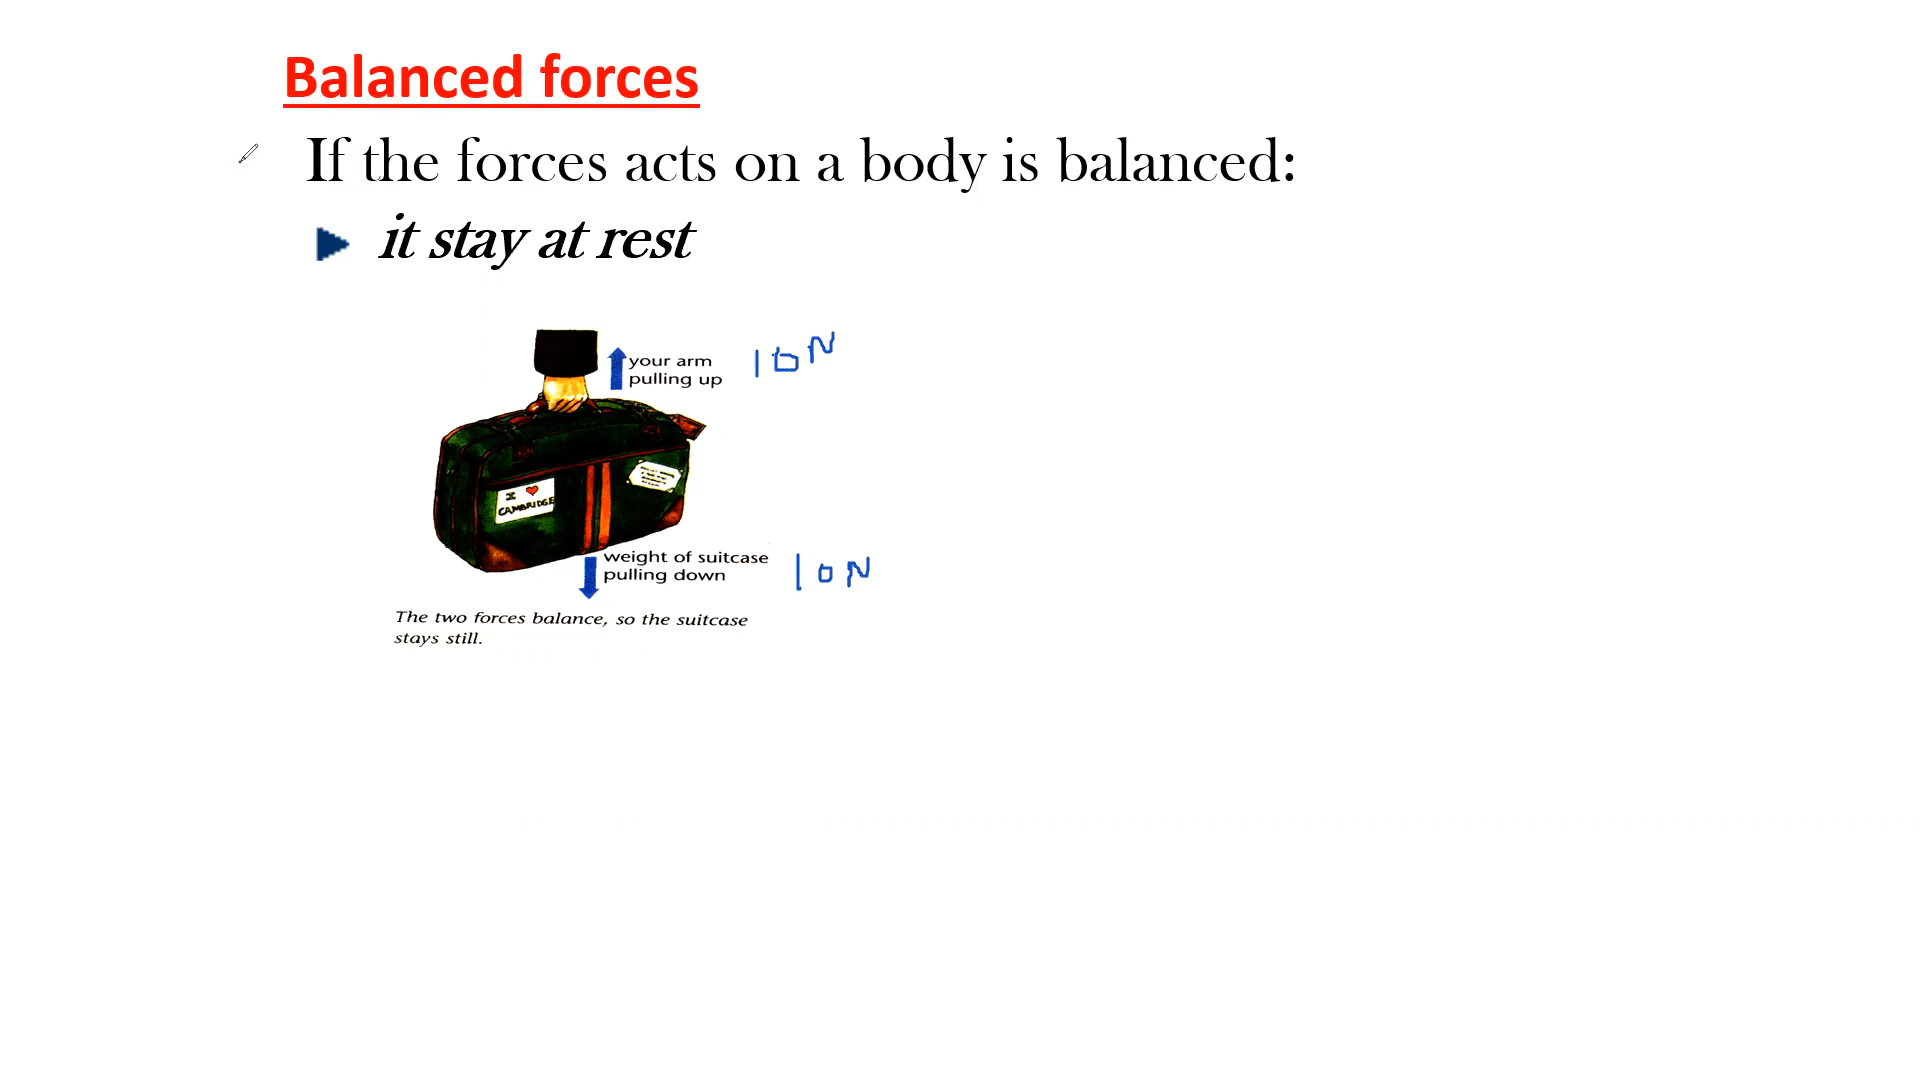 Balanced forces
If the forces acts on a body is balanced:
it stay at rest
your arm
pulling up
10N
I ♥
CAMBRIDGE
weight of suitcase
pulling down
10N
The two forces balance, so the suitcase
stays still.